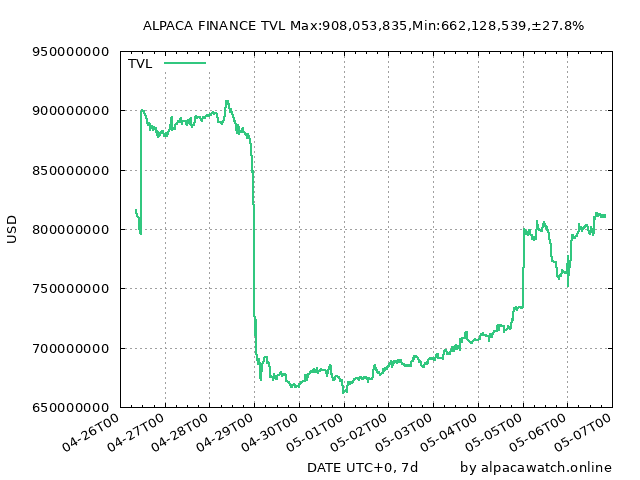 ALPACA FINANCE TVL Max:908,053,835,Min:662,128,539,±27.8%
TVL
950000000
900000000
850000000
800000000
750000000
700000000
650000000
USD
04-26T00
04-27T00
04-28T00
04-29T00
04-30T00
05-01T00
05-02T00
05-03T00
05-04T00
05-05T00
05-06T00
05-07T00
DATE UTC+0, 7d
by alpacawatch.online